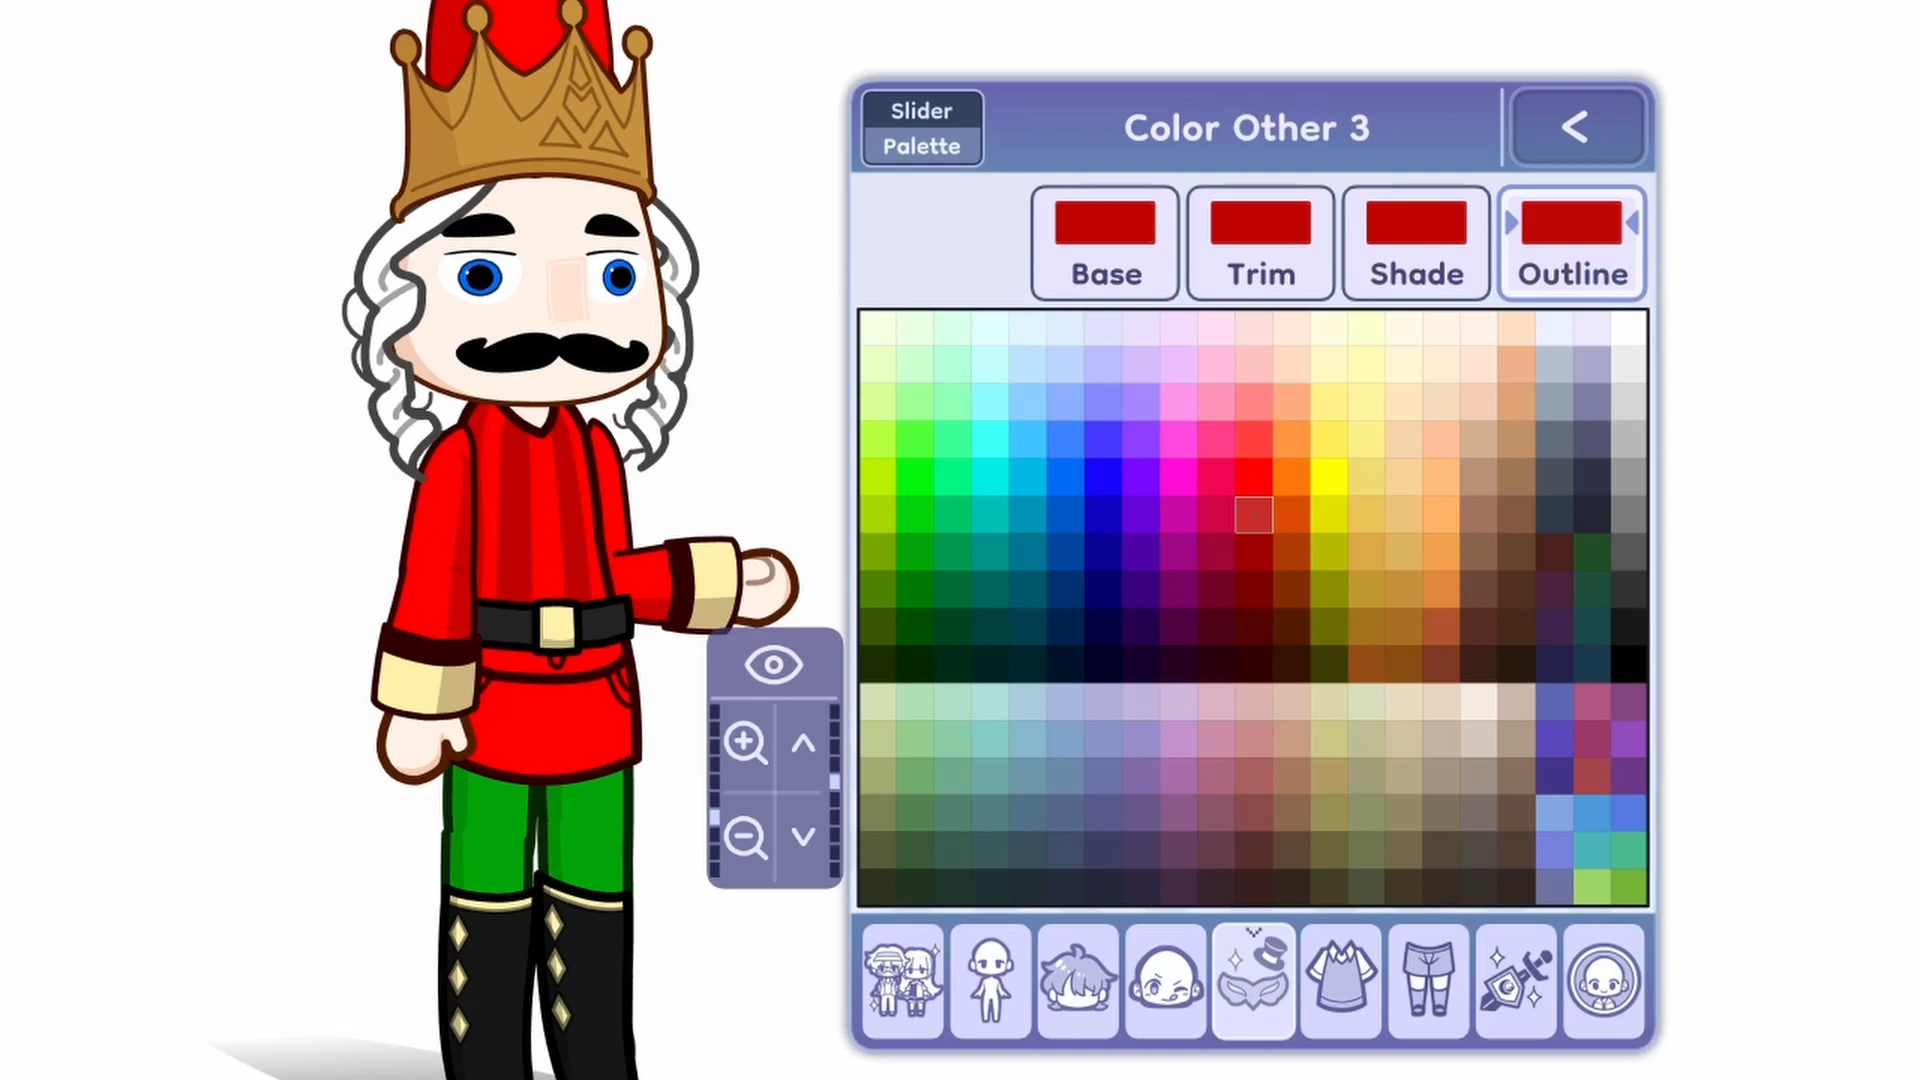 Slider
Palette
Color Other 3
<
Base
Trim
Shade
Outline